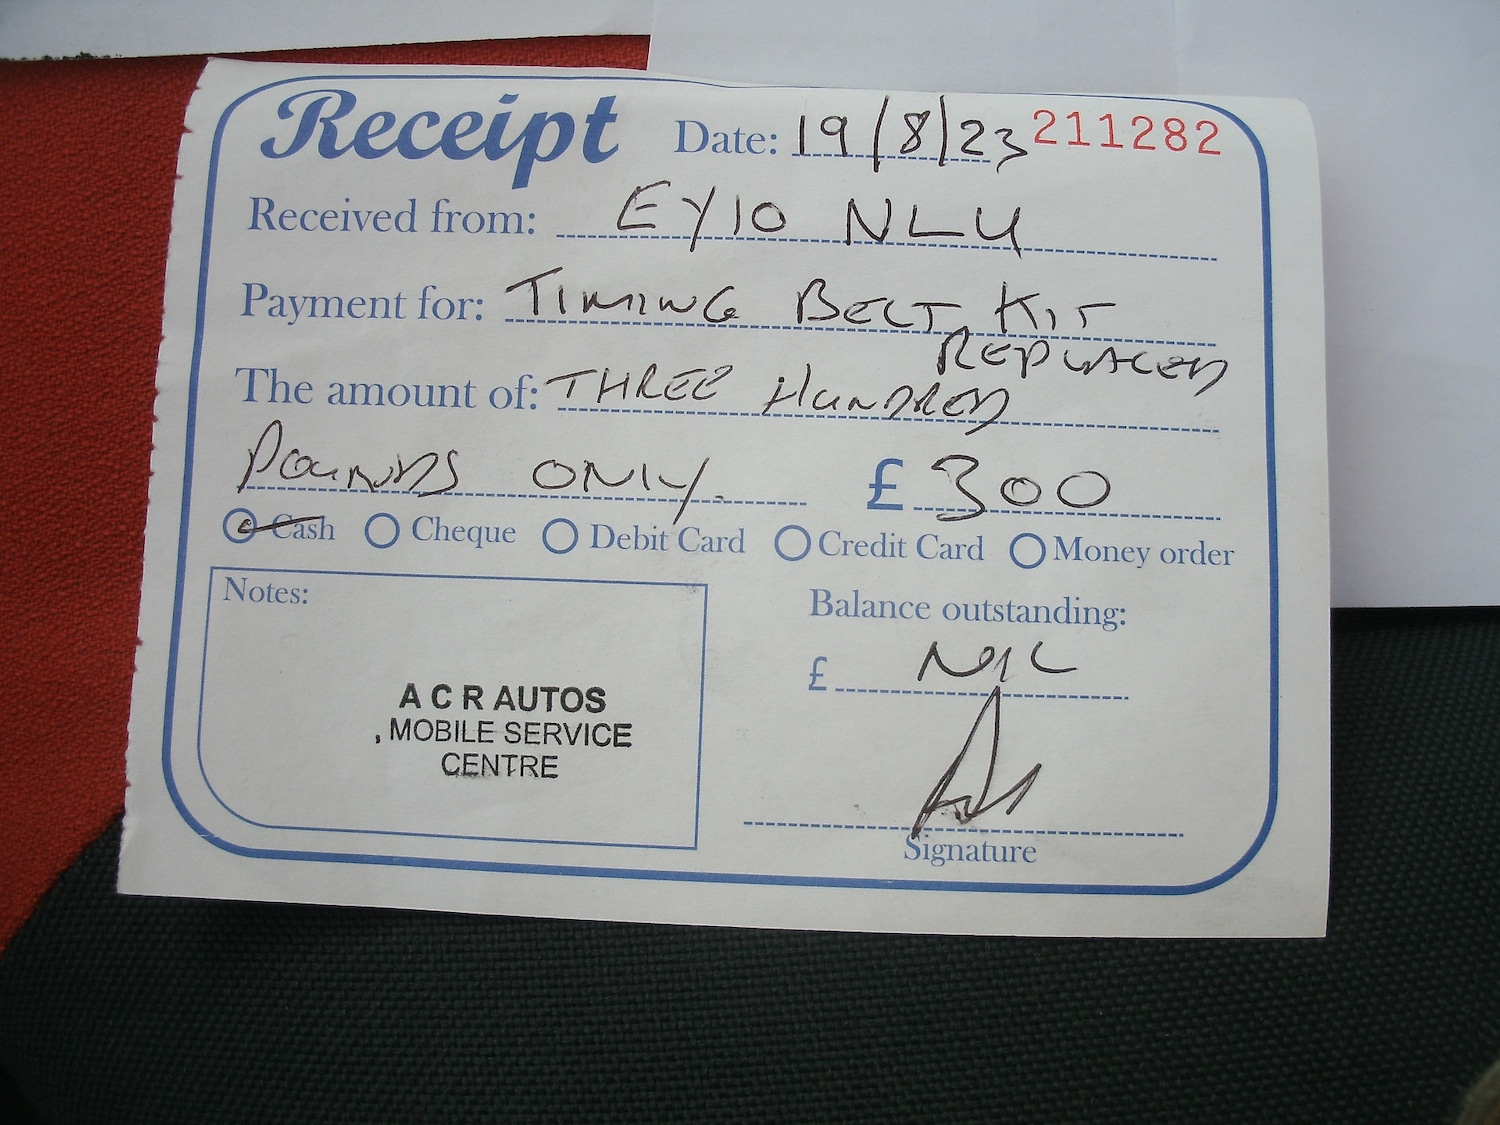 Receipt Date: 19/8/23 211282
Received from: EY10 NLU
Payment for: TIMING BELT KIT
REPLACED
The amount of: THREE HUNDRED
POUNDS ONLY. £ 300
Cash Cheque Debit Card Credit Card Money order
Notes:
Balance outstanding:
£ NIL
A C R AUTOS
, MOBILE SERVICE
CENTRE
Signature